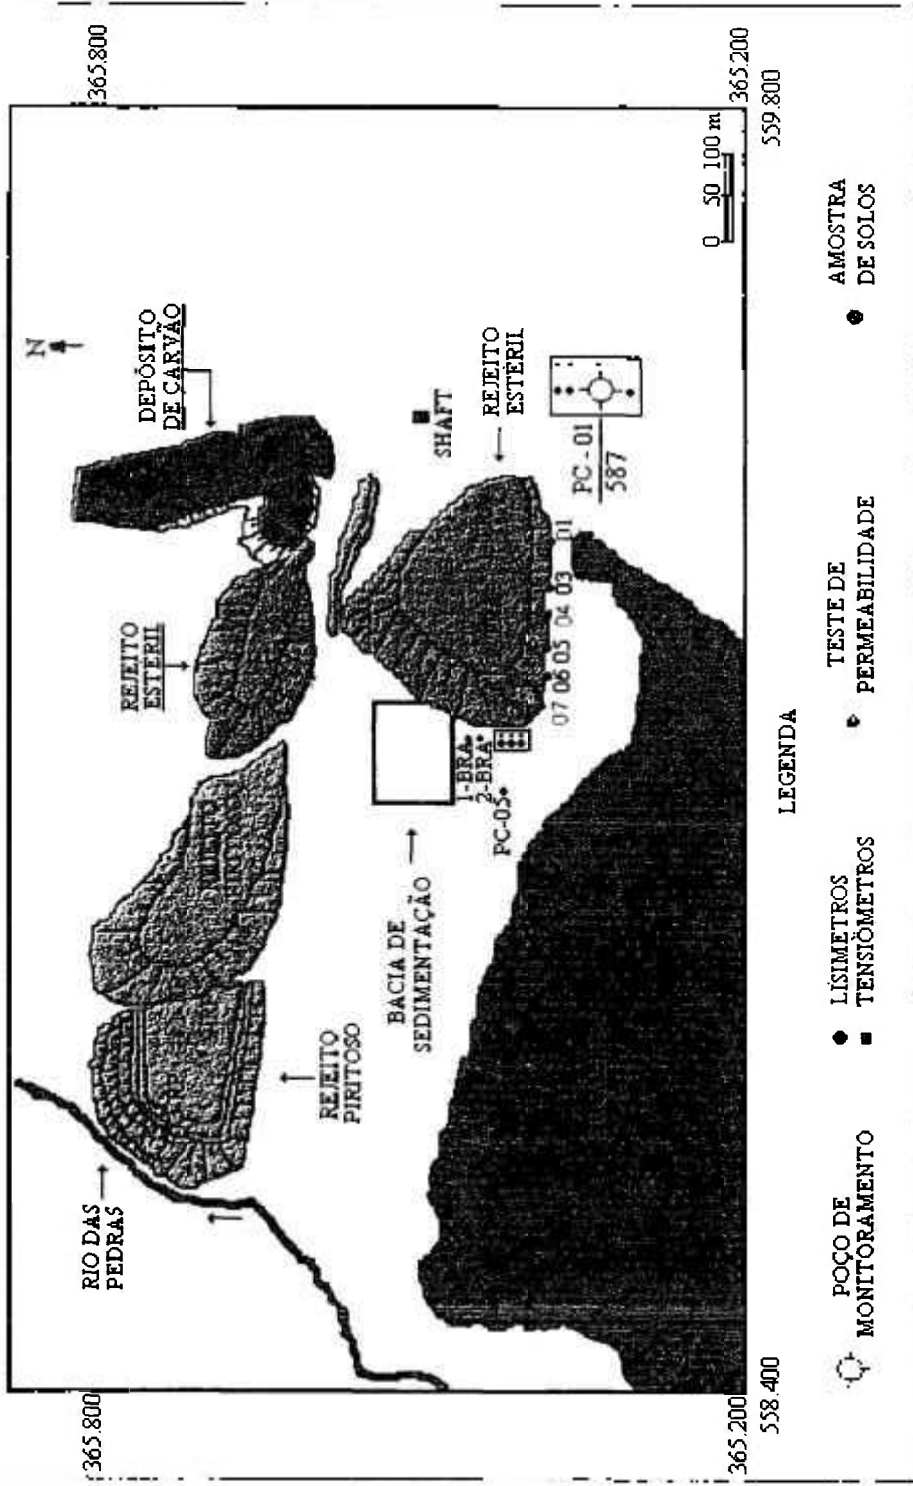 365.800
365.800
N
DEPÓSITO
DE CARVÃO
REJEITO
ESTÉRIL
RIO DAS
PEDRAS
REJEITO
PIRITOSO
BACIA DE
SEDIMENTAÇÃO
SHAFT
REJEITO
ESTÉRIL
1-BRA
2-BRA
PC-05
07 06 05 04 03 01
PC - 01
587
0 50 100 m
365.200
365.200
558.400
559.800
LEGENDA
POÇO DE
MONITORAMENTO
LÍSIMETROS
TENSIÔMETROS
TESTE DE
PERMEABILIDADE
AMOSTRA
DE SOLOS